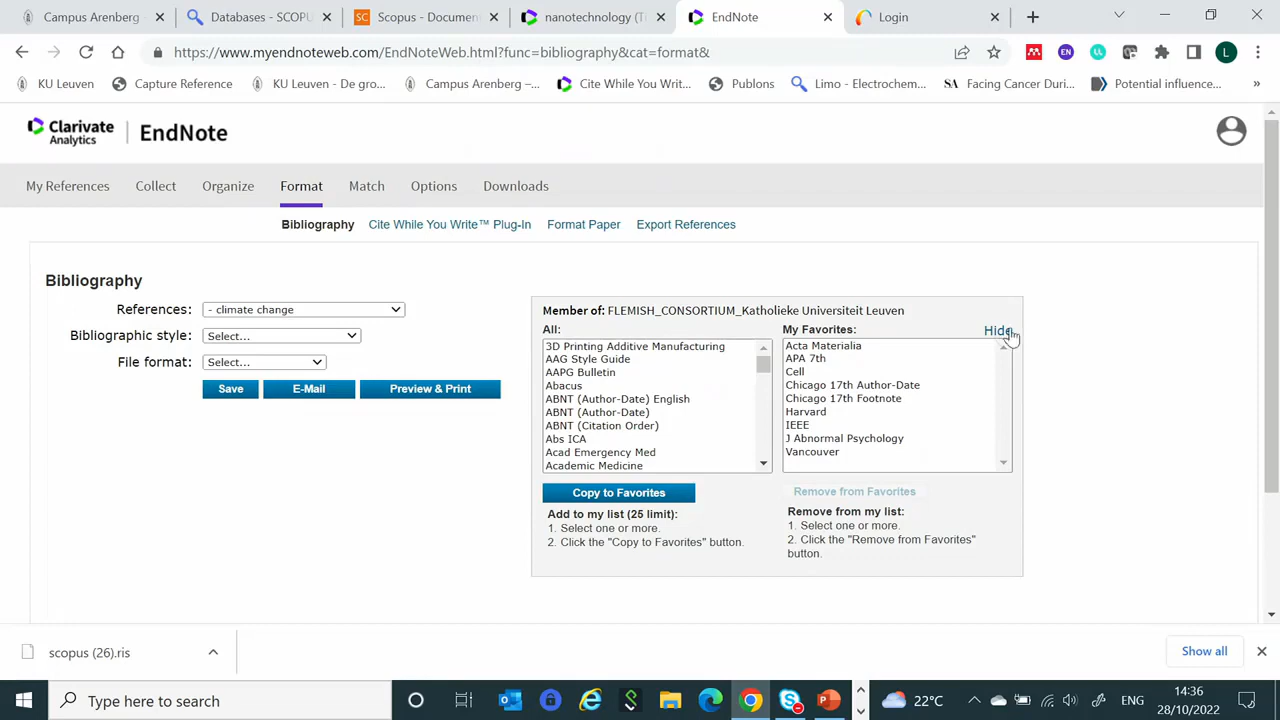 Campus Arenberg
Databases - SCOPU
SC Scopus - Documen
nanotechnology (T
EndNote
Login
https://www.myendnoteweb.com/EndNoteWeb.html?func=bibliography&cat=format&
EN
L
KU Leuven
Capture Reference
KU Leuven - De gro...
Campus Arenberg –...
Cite While You Writ...
Publons
Limo - Electrochem...
SA Facing Cancer Duri...
Potential influence...
»
Clarivate
Analytics
EndNote
My References
Collect
Organize
Format
Match
Options
Downloads
Bibliography
Cite While You Write™ Plug-In
Format Paper
Export References
Bibliography
References: - climate change
Bibliographic style: Select...
File format: Select...
Save
E-Mail
Preview & Print
Member of: FLEMISH_CONSORTIUM_Katholieke Universiteit Leuven
All:
3D Printing Additive Manufacturing
AAG Style Guide
AAPG Bulletin
Abacus
ABNT (Author-Date) English
ABNT (Author-Date)
ABNT (Citation Order)
Abs ICA
Acad Emergency Med
Academic Medicine
Copy to Favorites
Add to my list (25 limit):
1. Select one or more.
2. Click the "Copy to Favorites" button.
My Favorites:
Hide
Acta Materialia
APA 7th
Cell
Chicago 17th Author-Date
Chicago 17th Footnote
Harvard
IEEE
J Abnormal Psychology
Vancouver
Remove from Favorites
Remove from my list:
1. Select one or more.
2. Click the "Remove from Favorites"
button.
scopus (26).ris
Show all
Type here to search
22°C
ENG
14:36
28/10/2022